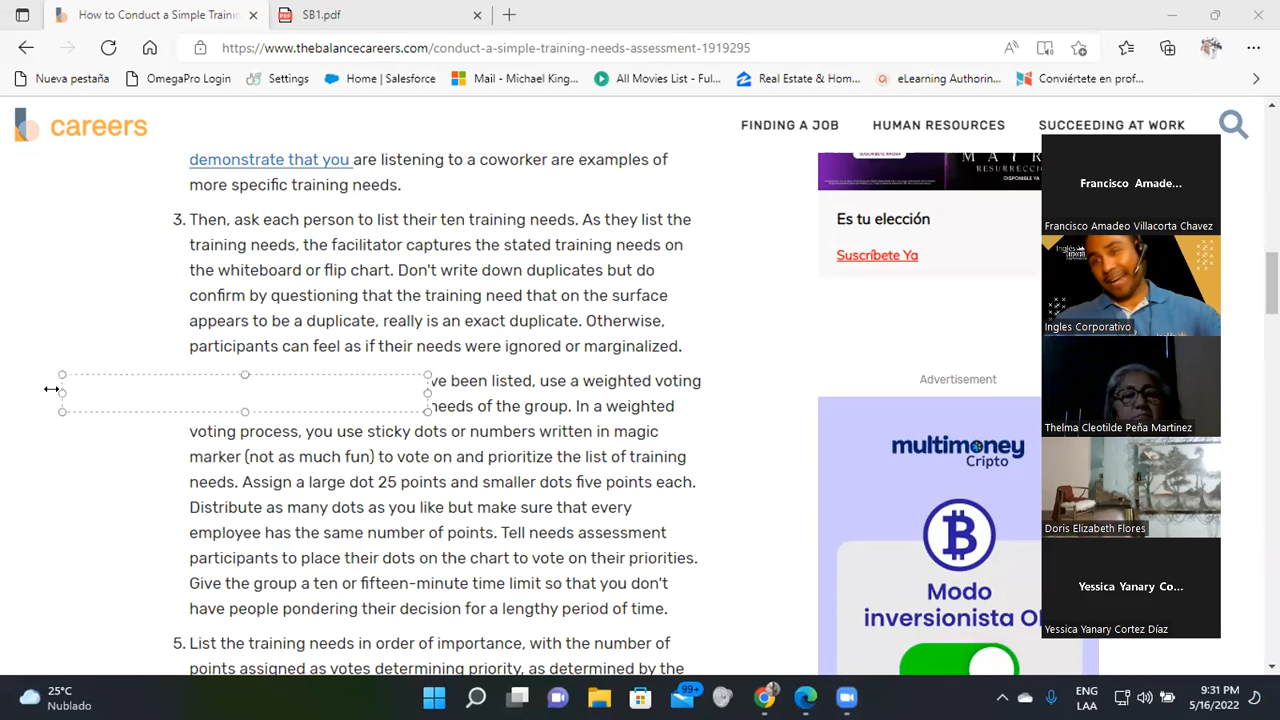 How to Conduct a Simple Trainin
SB1.pdf
https://www.thebalancecareers.com/conduct-a-simple-training-needs-assessment-1919295
Nueva pestaña
OmegaPro Login
Settings
Home | Salesforce
Mail - Michael King...
All Movies List - Ful...
Real Estate & Hom...
eLearning Authorin...
Conviértete en prof...
careers
FINDING A JOB
HUMAN RESOURCES
SUCCEEDING AT WORK
demonstrate that you are listening to a coworker are examples of
more specific training needs.
3. Then, ask each person to list their ten training needs. As they list the
training needs, the facilitator captures the stated training needs on
the whiteboard or flip chart. Don't write down duplicates but do
confirm by questioning that the training need that on the surface
appears to be a duplicate, really is an exact duplicate. Otherwise,
participants can feel as if their needs were ignored or marginalized.
ve been listed, use a weighted voting
needs of the group. In a weighted
voting process, you use sticky dots or numbers written in magic
marker (not as much fun) to vote on and prioritize the list of training
needs. Assign a large dot 25 points and smaller dots five points each.
Distribute as many dots as you like but make sure that every
employee has the same number of points. Tell needs assessment
participants to place their dots on the chart to vote on their priorities.
Give the group a ten or fifteen-minute time limit so that you don't
have people pondering their decision for a lengthy period of time.
5. List the training needs in order of importance, with the number of
points assigned as votes determining priority, as determined by the
RESURRECCI
DISPONIBLE YA
Es tu elección
Suscríbete Ya
Advertisement
multimoney
Cripto
Modo
inversionista O
Francisco Amade...
Francisco Amadeo Villacorta Chavez
Inglés
Ingles Corporativo
Thelma Cleotilde Peña Martinez
Doris Elizabeth Flores
Yessica Yanary Co...
Yessica Yanary Cortez Díaz
25°C
Nublado
99+
ENG
LAA
9:31 PM
5/16/2022